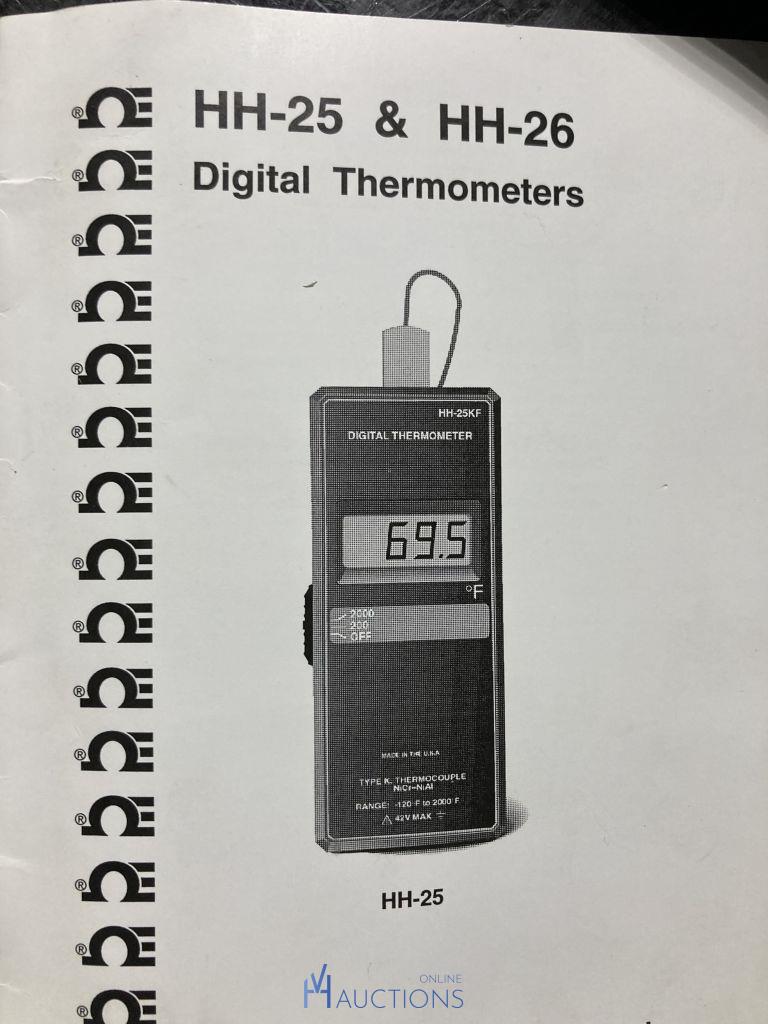 HH-25 & HH-26
Digital Thermometers
HH-25KF
DIGITAL THERMOMETER
69.5
°F
2000
200
OFF
MADE IN THE U.S.A
TYPE K THERMOCOUPLE
NiCr-NiAl
RANGE: -120°F to 2000°F
42V MAX
HH-25
VH ONLINE
AUCTIONS